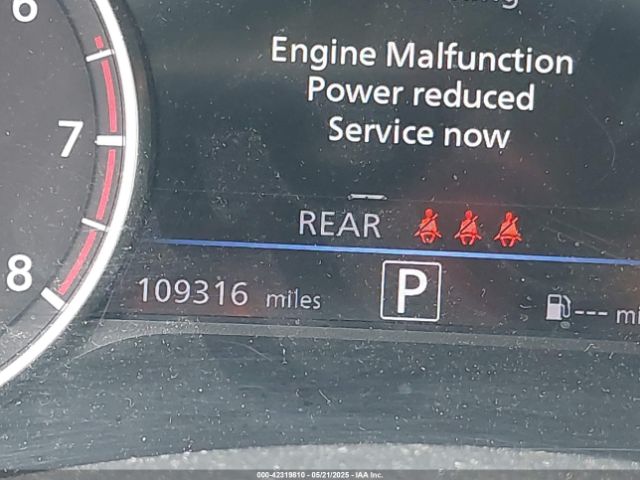 6
Engine Malfunction
Power reduced
Service now
7
REAR
8
109316 miles
P
--- mi
000-42319610 - 05/21/2025 - IAA Inc.